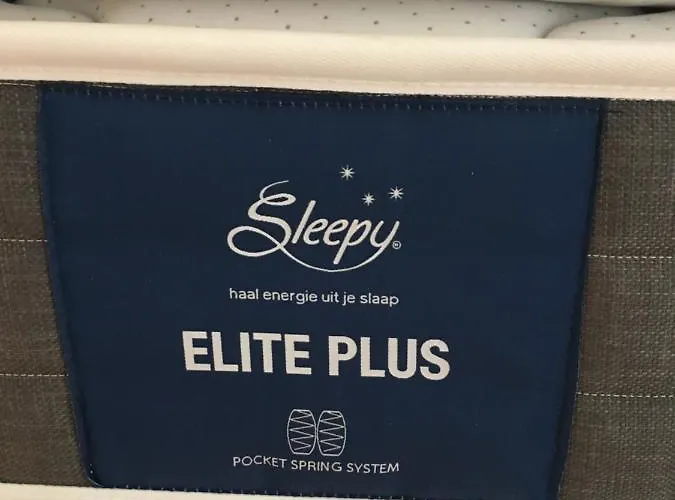 Sleepy®
haal energie uit je slaap
ELITE PLUS
POCKET SPRING SYSTEM